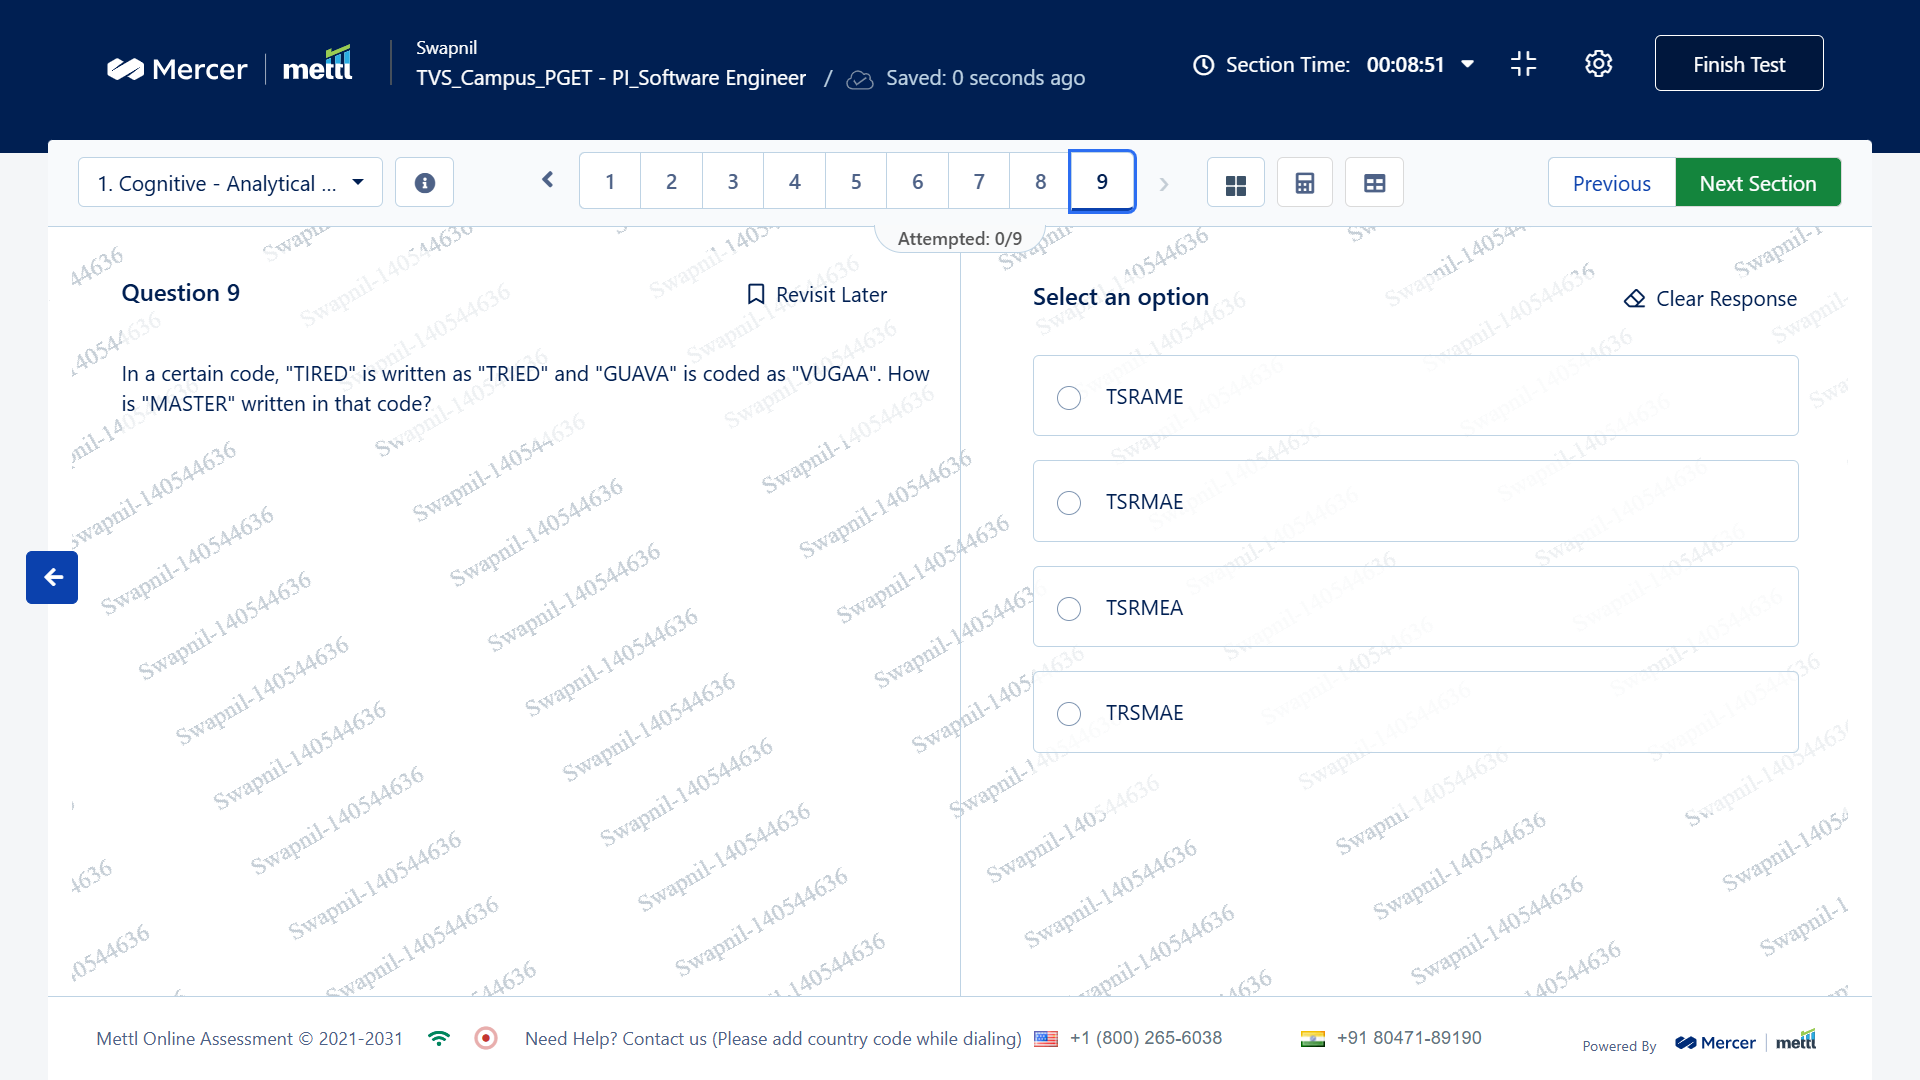 Mercer | mettl
Swapnil
TVS_Campus_PGET - PI_Software Engineer / Saved: 0 seconds ago
Section Time: 00:08:51
Finish Test
1. Cognitive - Analytical ...
1 2 3 4 5 6 7 8 9
Previous
Next Section
Attempted: 0/9
Question 9
Revisit Later
In a certain code, "TIRED" is written as "TRIED" and "GUAVA" is coded as "VUGAA". How
is "MASTER" written in that code?
Select an option
Clear Response
TSRAME
TSRMAE
TSRMEA
TRSMAE
Swapnil-140544636
Mettl Online Assessment © 2021-2031
Need Help? Contact us (Please add country code while dialing)
+1 (800) 265-6038
+91 80471-89190
Powered By
Mercer | mettl